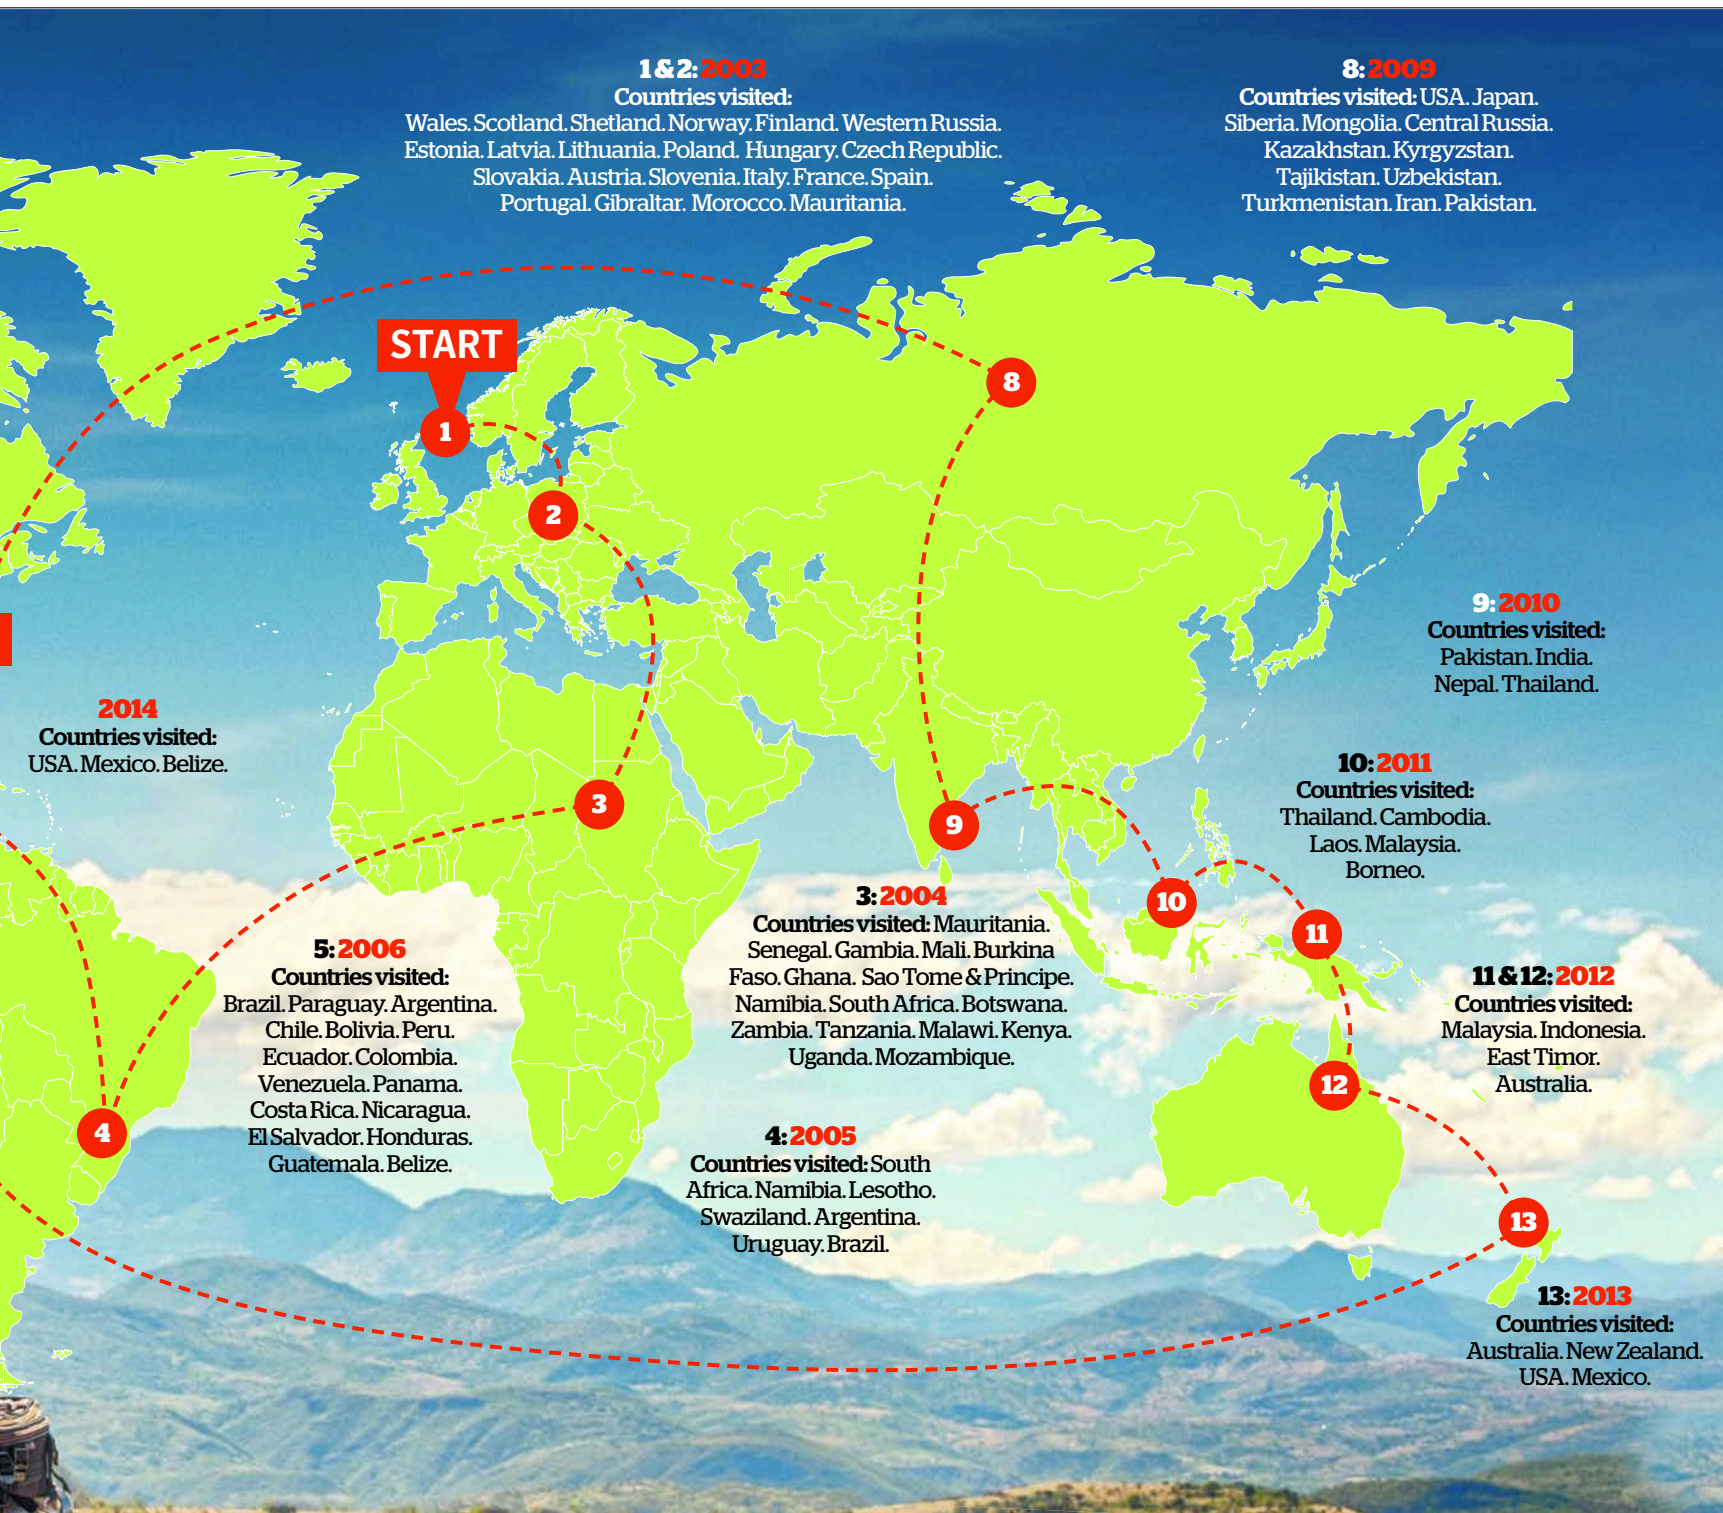 1 & 2: 2003
Countries visited:
Wales. Scotland. Shetland. Norway. Finland. Western Russia.
Estonia. Latvia. Lithuania. Poland. Hungary. Czech Republic.
Slovakia. Austria. Slovenia. Italy. France. Spain.
Portugal. Gibraltar. Morocco. Mauritania.
8: 2009
Countries visited: USA. Japan.
Siberia. Mongolia. Central Russia.
Kazakhstan. Kyrgyzstan.
Tajikistan. Uzbekistan.
Turkmenistan. Iran. Pakistan.
START
1
2
8
9: 2010
Countries visited:
Pakistan. India.
Nepal. Thailand.
2014
Countries visited:
USA. Mexico. Belize.
10: 2011
Countries visited:
Thailand. Cambodia.
Laos. Malaysia.
Borneo.
3
9
10
11
3: 2004
Countries visited: Mauritania.
Senegal. Gambia. Mali. Burkina
Faso. Ghana. Sao Tome & Principe.
Namibia. South Africa. Botswana.
Zambia. Tanzania. Malawi. Kenya.
Uganda. Mozambique.
5: 2006
Countries visited:
Brazil. Paraguay. Argentina.
Chile. Bolivia. Peru.
Ecuador. Colombia.
Venezuela. Panama.
Costa Rica. Nicaragua.
El Salvador. Honduras.
Guatemala. Belize.
11 & 12: 2012
Countries visited:
Malaysia. Indonesia.
East Timor.
Australia.
12
4
4: 2005
Countries visited: South
Africa. Namibia. Lesotho.
Swaziland. Argentina.
Uruguay. Brazil.
13
13: 2013
Countries visited:
Australia. New Zealand.
USA. Mexico.